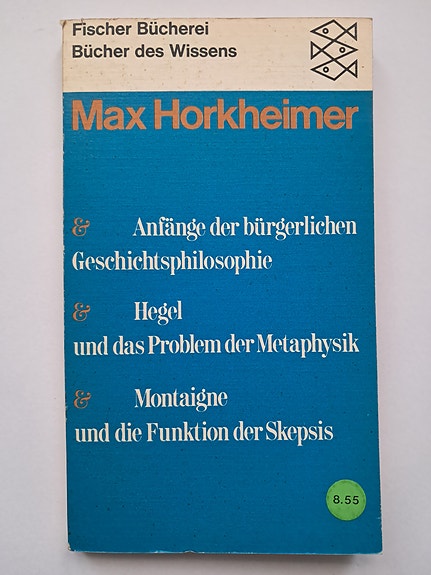 Fischer Bücherei
Bücher des Wissens
Max Horkheimer
& Anfänge der bürgerlichen
Geschichtsphilosophie
& Hegel
und das Problem der Metaphysik
& Montaigne
und die Funktion der Skepsis
8.55